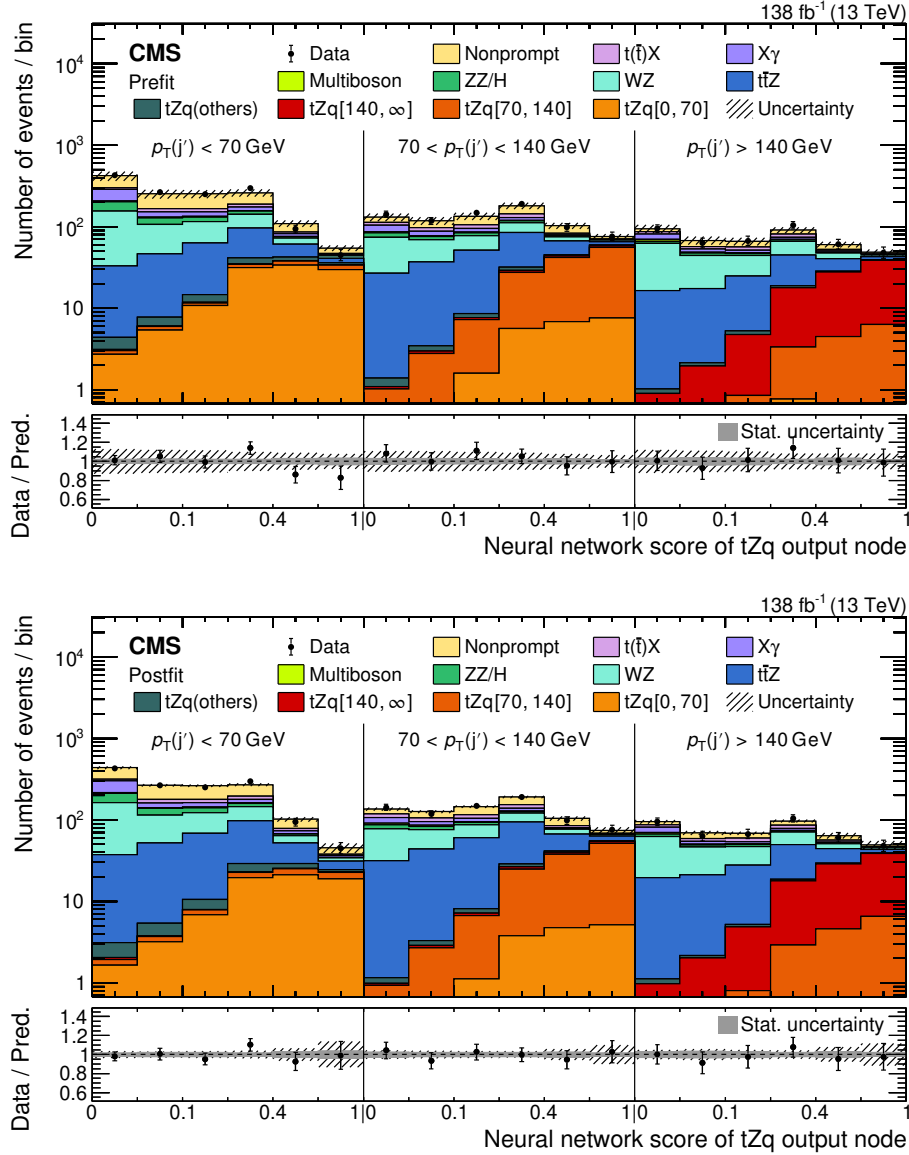 138 fb⁻¹ (13 TeV)
Number of events / bin
10⁴
10³
10²
10
1
CMS
Prefit
Data
Nonprompt
t(t̄)X
Xγ
Multiboson
ZZ/H
WZ
tt̄Z
tZq(others)
tZq[140, ∞]
tZq[70, 140]
tZq[0, 70]
Uncertainty
p_T(j′) < 70 GeV
70 < p_T(j′) < 140 GeV
p_T(j′) > 140 GeV
Data / Pred.
1.4
1.2
1
0.8
0.6
Stat. uncertainty
0 0.1 0.4 1|0 0.1 0.4 1|0 0.1 0.4 1
Neural network score of tZq output node
138 fb⁻¹ (13 TeV)
Number of events / bin
10⁴
10³
10²
10
1
CMS
Postfit
Data
Nonprompt
t(t̄)X
Xγ
Multiboson
ZZ/H
WZ
tt̄Z
tZq(others)
tZq[140, ∞]
tZq[70, 140]
tZq[0, 70]
Uncertainty
p_T(j′) < 70 GeV
70 < p_T(j′) < 140 GeV
p_T(j′) > 140 GeV
Data / Pred.
1.4
1.2
1
0.8
0.6
Stat. uncertainty
0 0.1 0.4 1|0 0.1 0.4 1|0 0.1 0.4 1
Neural network score of tZq output node